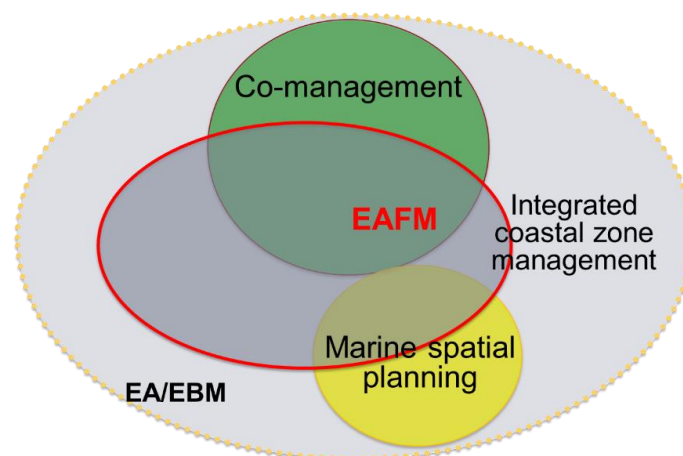 Co-management
EAFM
Integrated
coastal zone
management
Marine spatial
planning
EA/EBM